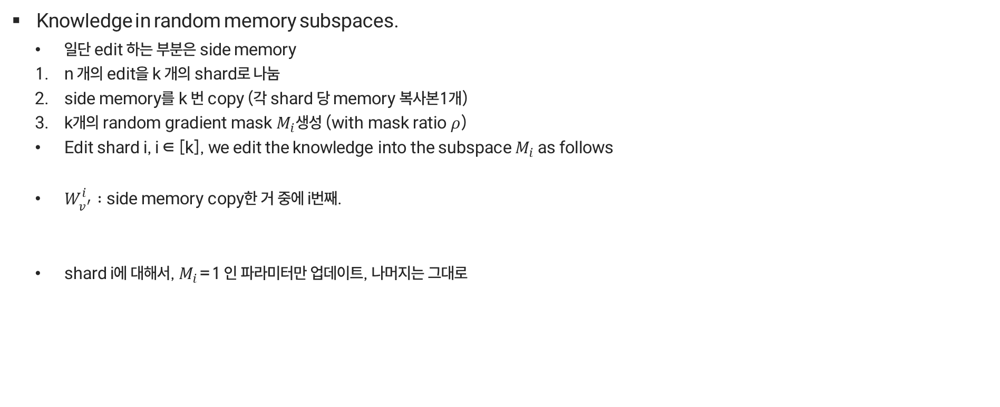 ▪ Knowledge in random memory subspaces.
• 일단 edit 하는 부분은 side memory
1. n 개의 edit을 k 개의 shard로 나눔
2. side memory를 k 번 copy (각 shard 당 memory 복사본1개)
3. k개의 random gradient mask $M_i$생성 (with mask ratio $\rho$)
• Edit shard i, i ∈ [k], we edit the knowledge into the subspace $M_i$ as follows
• $W_{v'}^{i}$ : side memory copy한 거 중에 i번째.
• shard i에 대해서, $M_i$ = 1 인 파라미터만 업데이트, 나머지는 그대로